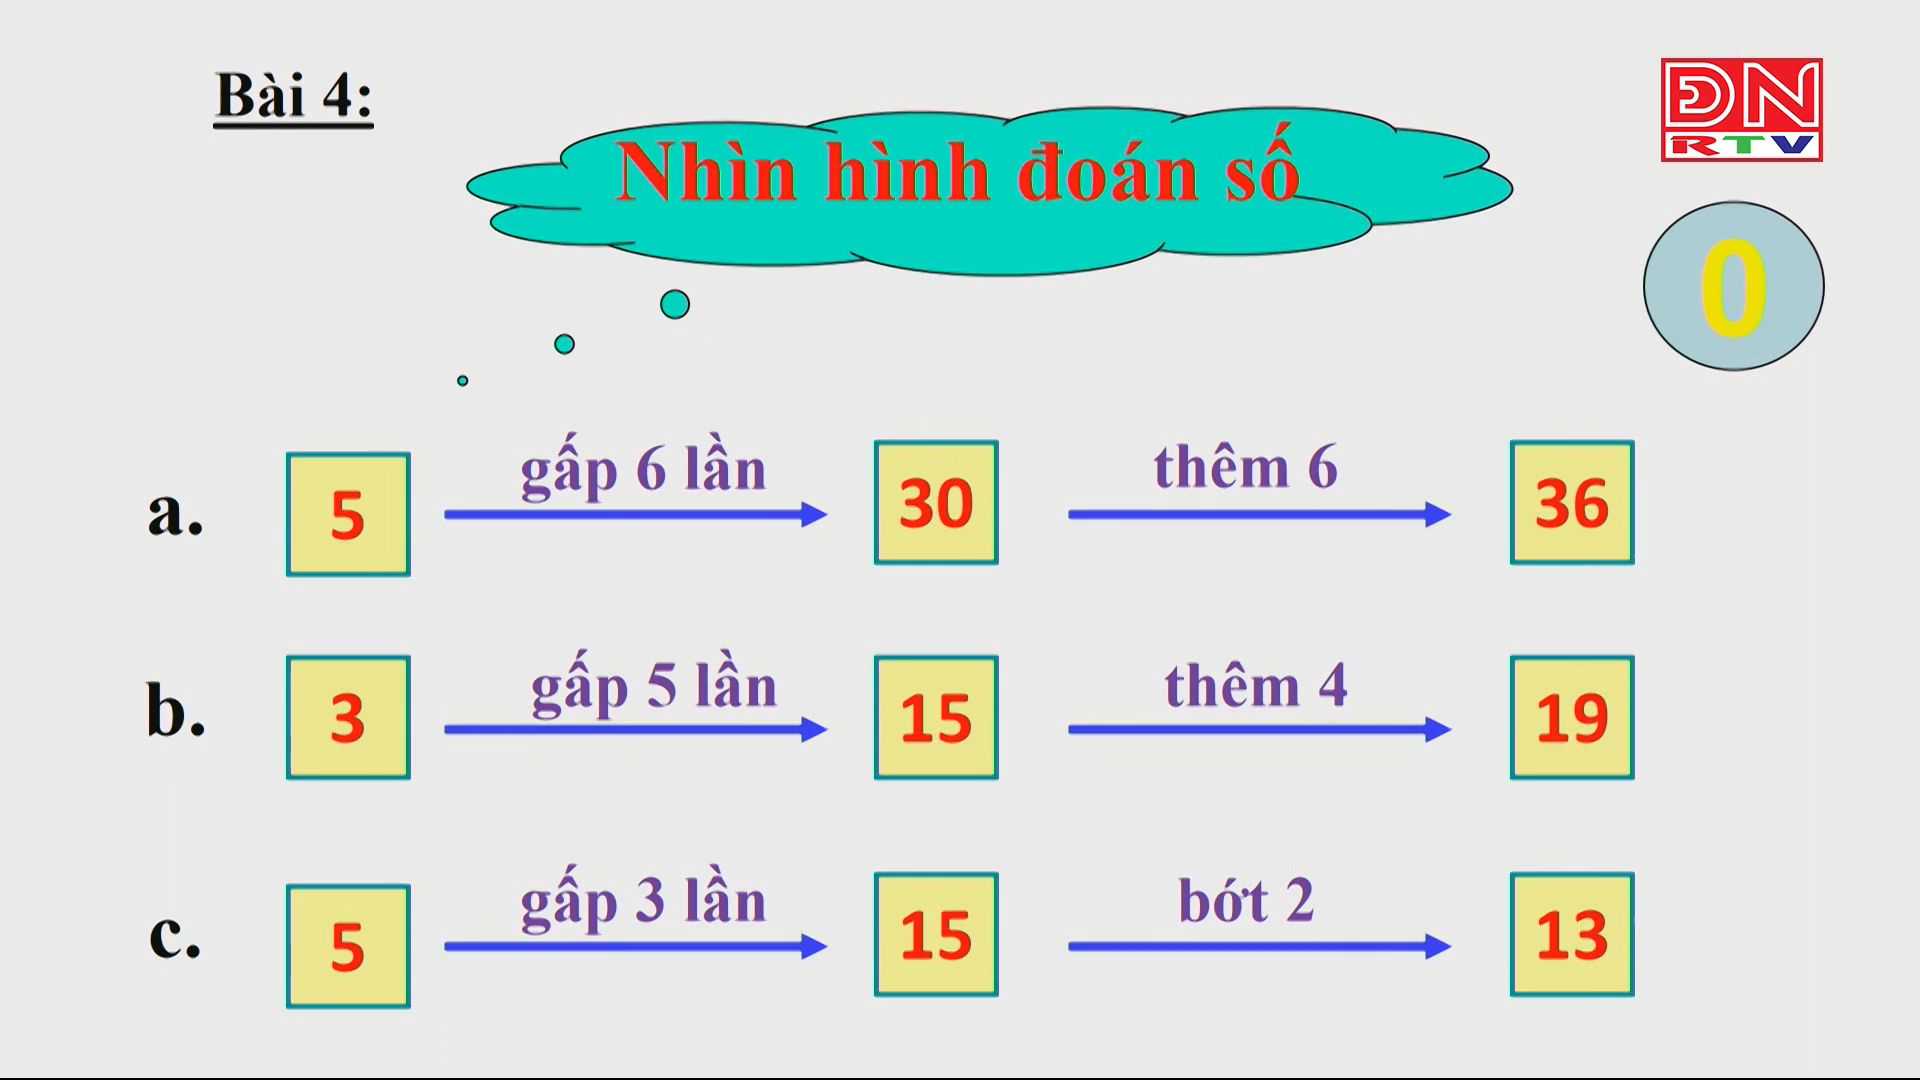 Bài 4:
Nhìn hình đoán số
ĐN
RTV
0
a. 5 gấp 6 lần 30 thêm 6 36
b. 3 gấp 5 lần 15 thêm 4 19
c. 5 gấp 3 lần 15 bớt 2 13